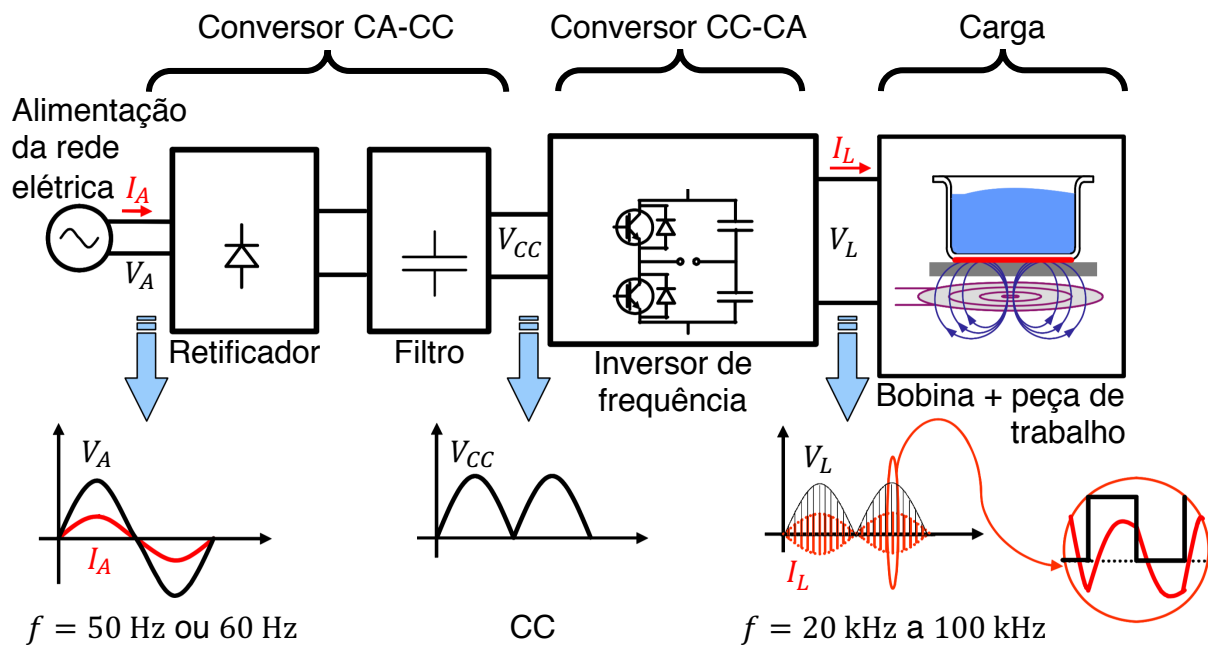 Conversor CA-CC
Conversor CC-CA
Carga
Alimentação
da rede
elétrica
I_A
V_A
V_CC
I_L
V_L
Retificador
Filtro
Inversor de
frequência
Bobina + peça de
trabalho
V_A
I_A
V_CC
V_L
I_L
f = 50 Hz ou 60 Hz
CC
f = 20 kHz a 100 kHz